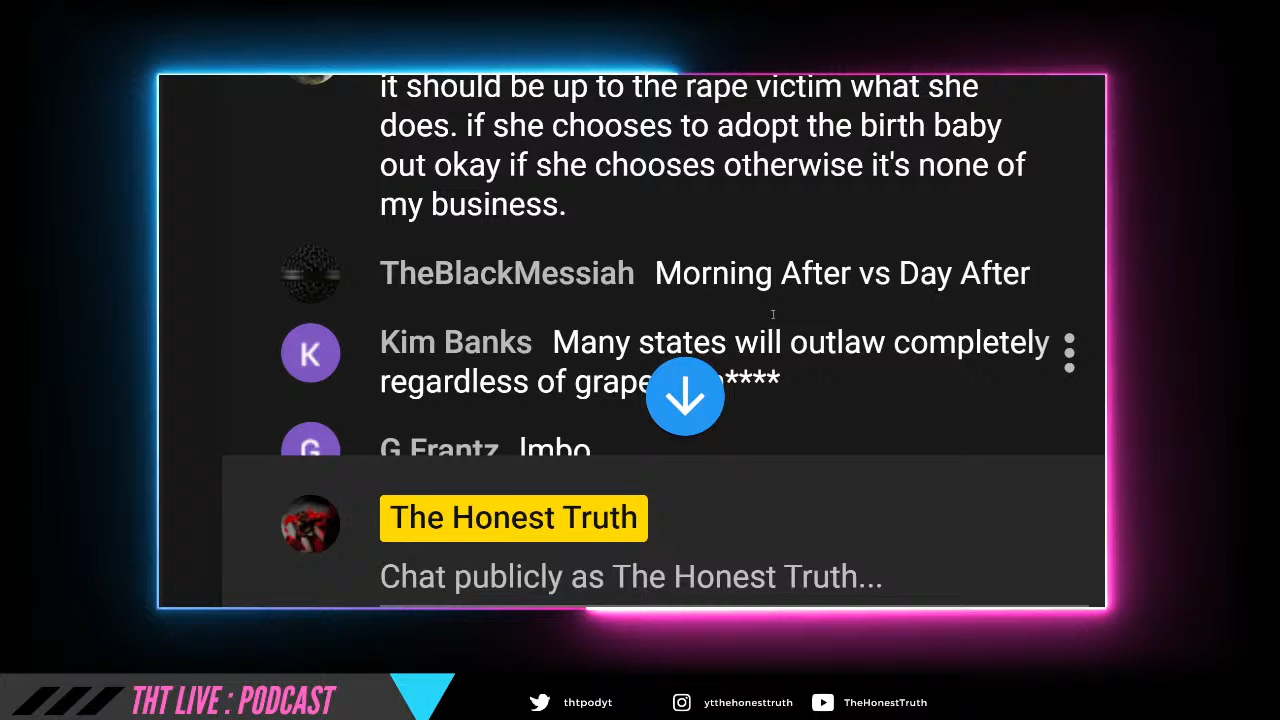 it should be up to the rape victim what she
does. if she chooses to adopt the birth baby
out okay if she chooses otherwise it's none of
my business.
TheBlackMessiah Morning After vs Day After
K
Kim Banks Many states will outlaw completely
regardless of grape ****
G
G Frantz lmbo
The Honest Truth
Chat publicly as The Honest Truth...
THT LIVE : PODCAST
thtpodyt
ytthehonesttruth
TheHonestTruth